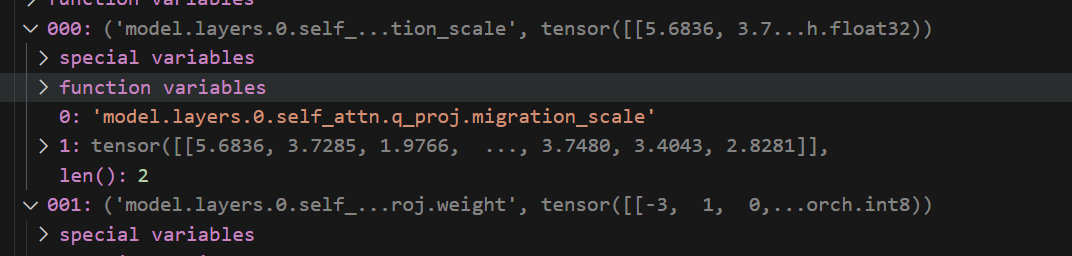 function variables
000: ('model.layers.0.self_...tion_scale', tensor([[5.6836, 3.7...h.float32))
special variables
function variables
0: 'model.layers.0.self_attn.q_proj.migration_scale'
1: tensor([[5.6836, 3.7285, 1.9766, ..., 3.7480, 3.4043, 2.8281]],
len(): 2
001: ('model.layers.0.self_...roj.weight', tensor([[-3, 1, 0,...orch.int8))
special variables